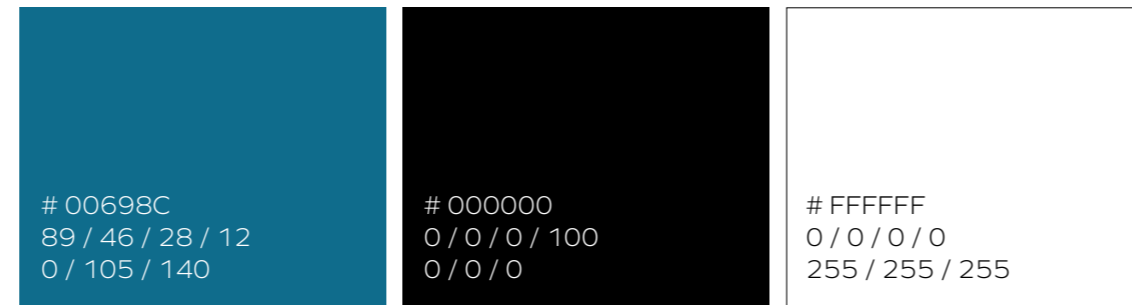 # 00698C
89 / 46 / 28 / 12
0 / 105 / 140
# 000000
0 / 0 / 0 / 100
0 / 0 / 0
# FFFFFF
0 / 0 / 0 / 0
255 / 255 / 255